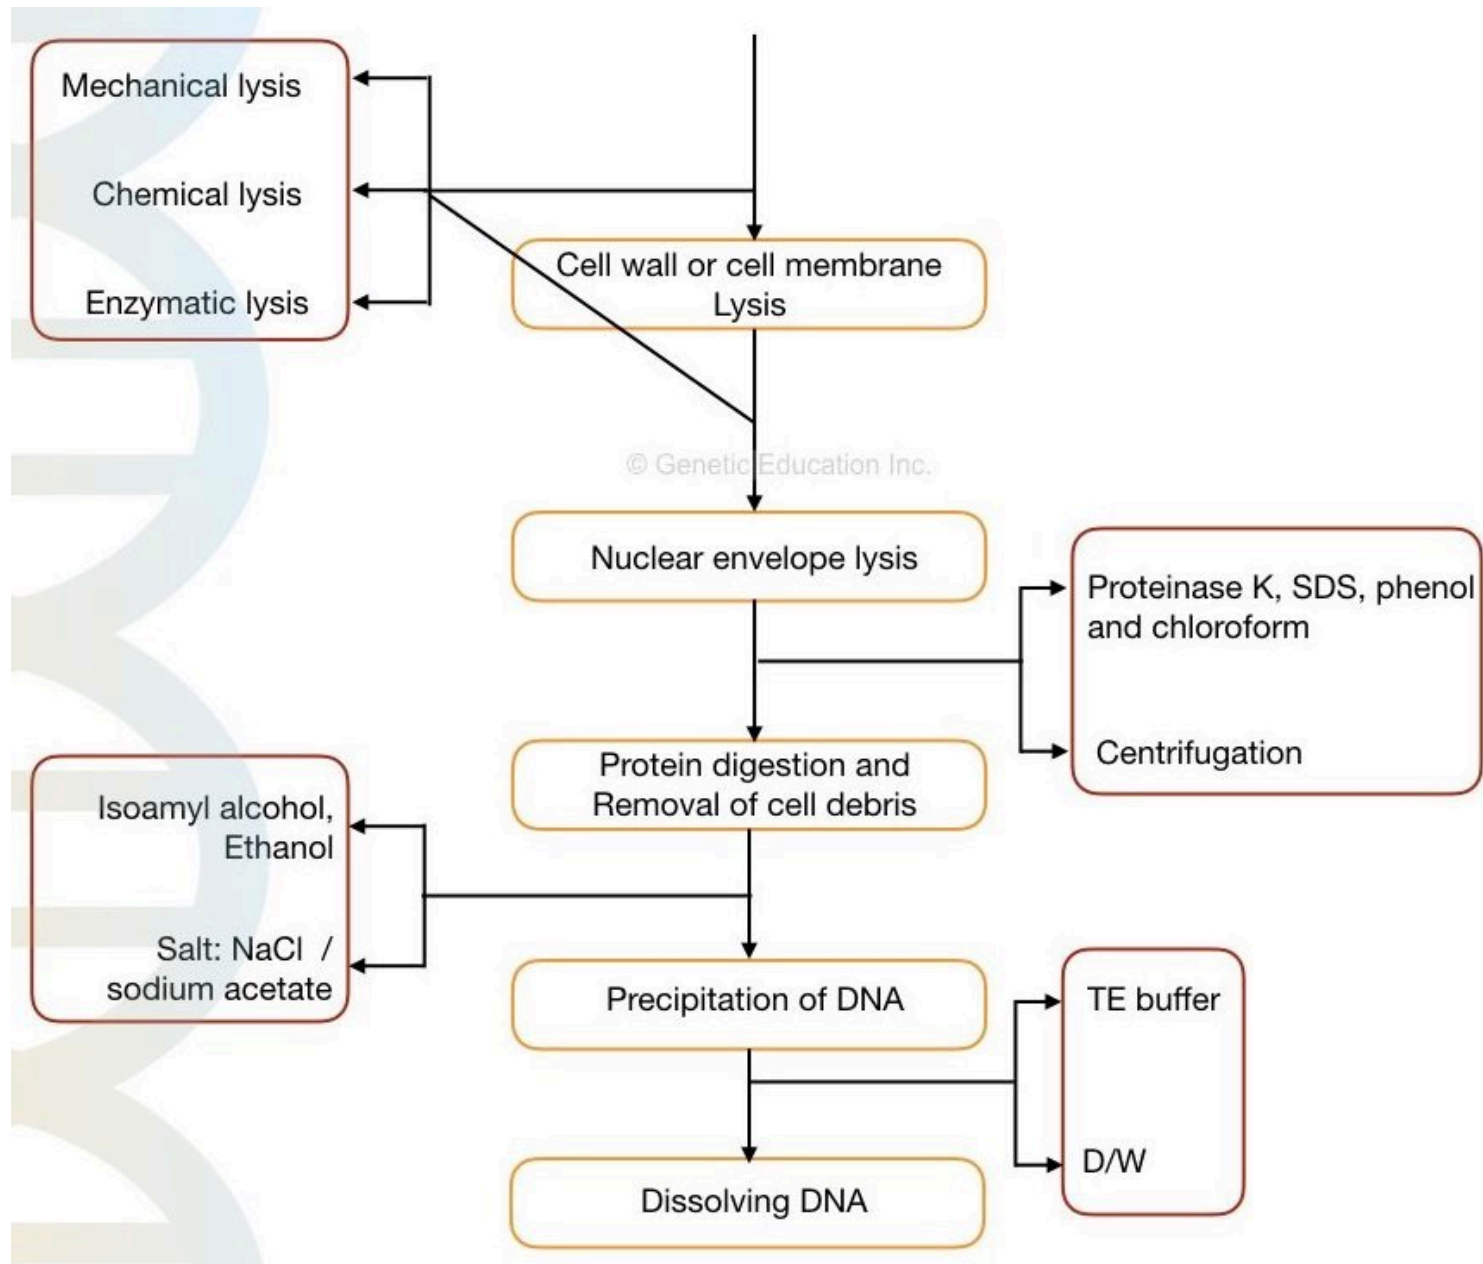 Mechanical lysis
Chemical lysis
Enzymatic lysis
Cell wall or cell membrane
Lysis
© Genetic Education Inc.
Nuclear envelope lysis
Proteinase K, SDS, phenol
and chloroform
Centrifugation
Protein digestion and
Removal of cell debris
Isoamyl alcohol,
Ethanol
Salt: NaCl /
sodium acetate
Precipitation of DNA
TE buffer
D/W
Dissolving DNA